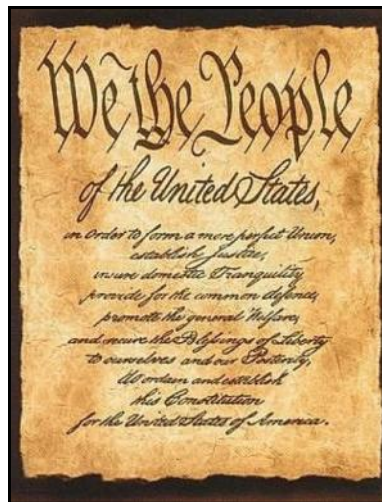 We the People
of the United States,
in Order to form a more perfect Union,
establish Justice,
insure domestic Tranquility,
provide for the common defence,
promote the general Welfare,
and secure the Blessings of Liberty
to ourselves and our Posterity,
do ordain and establish
this Constitution
for the United States of America.